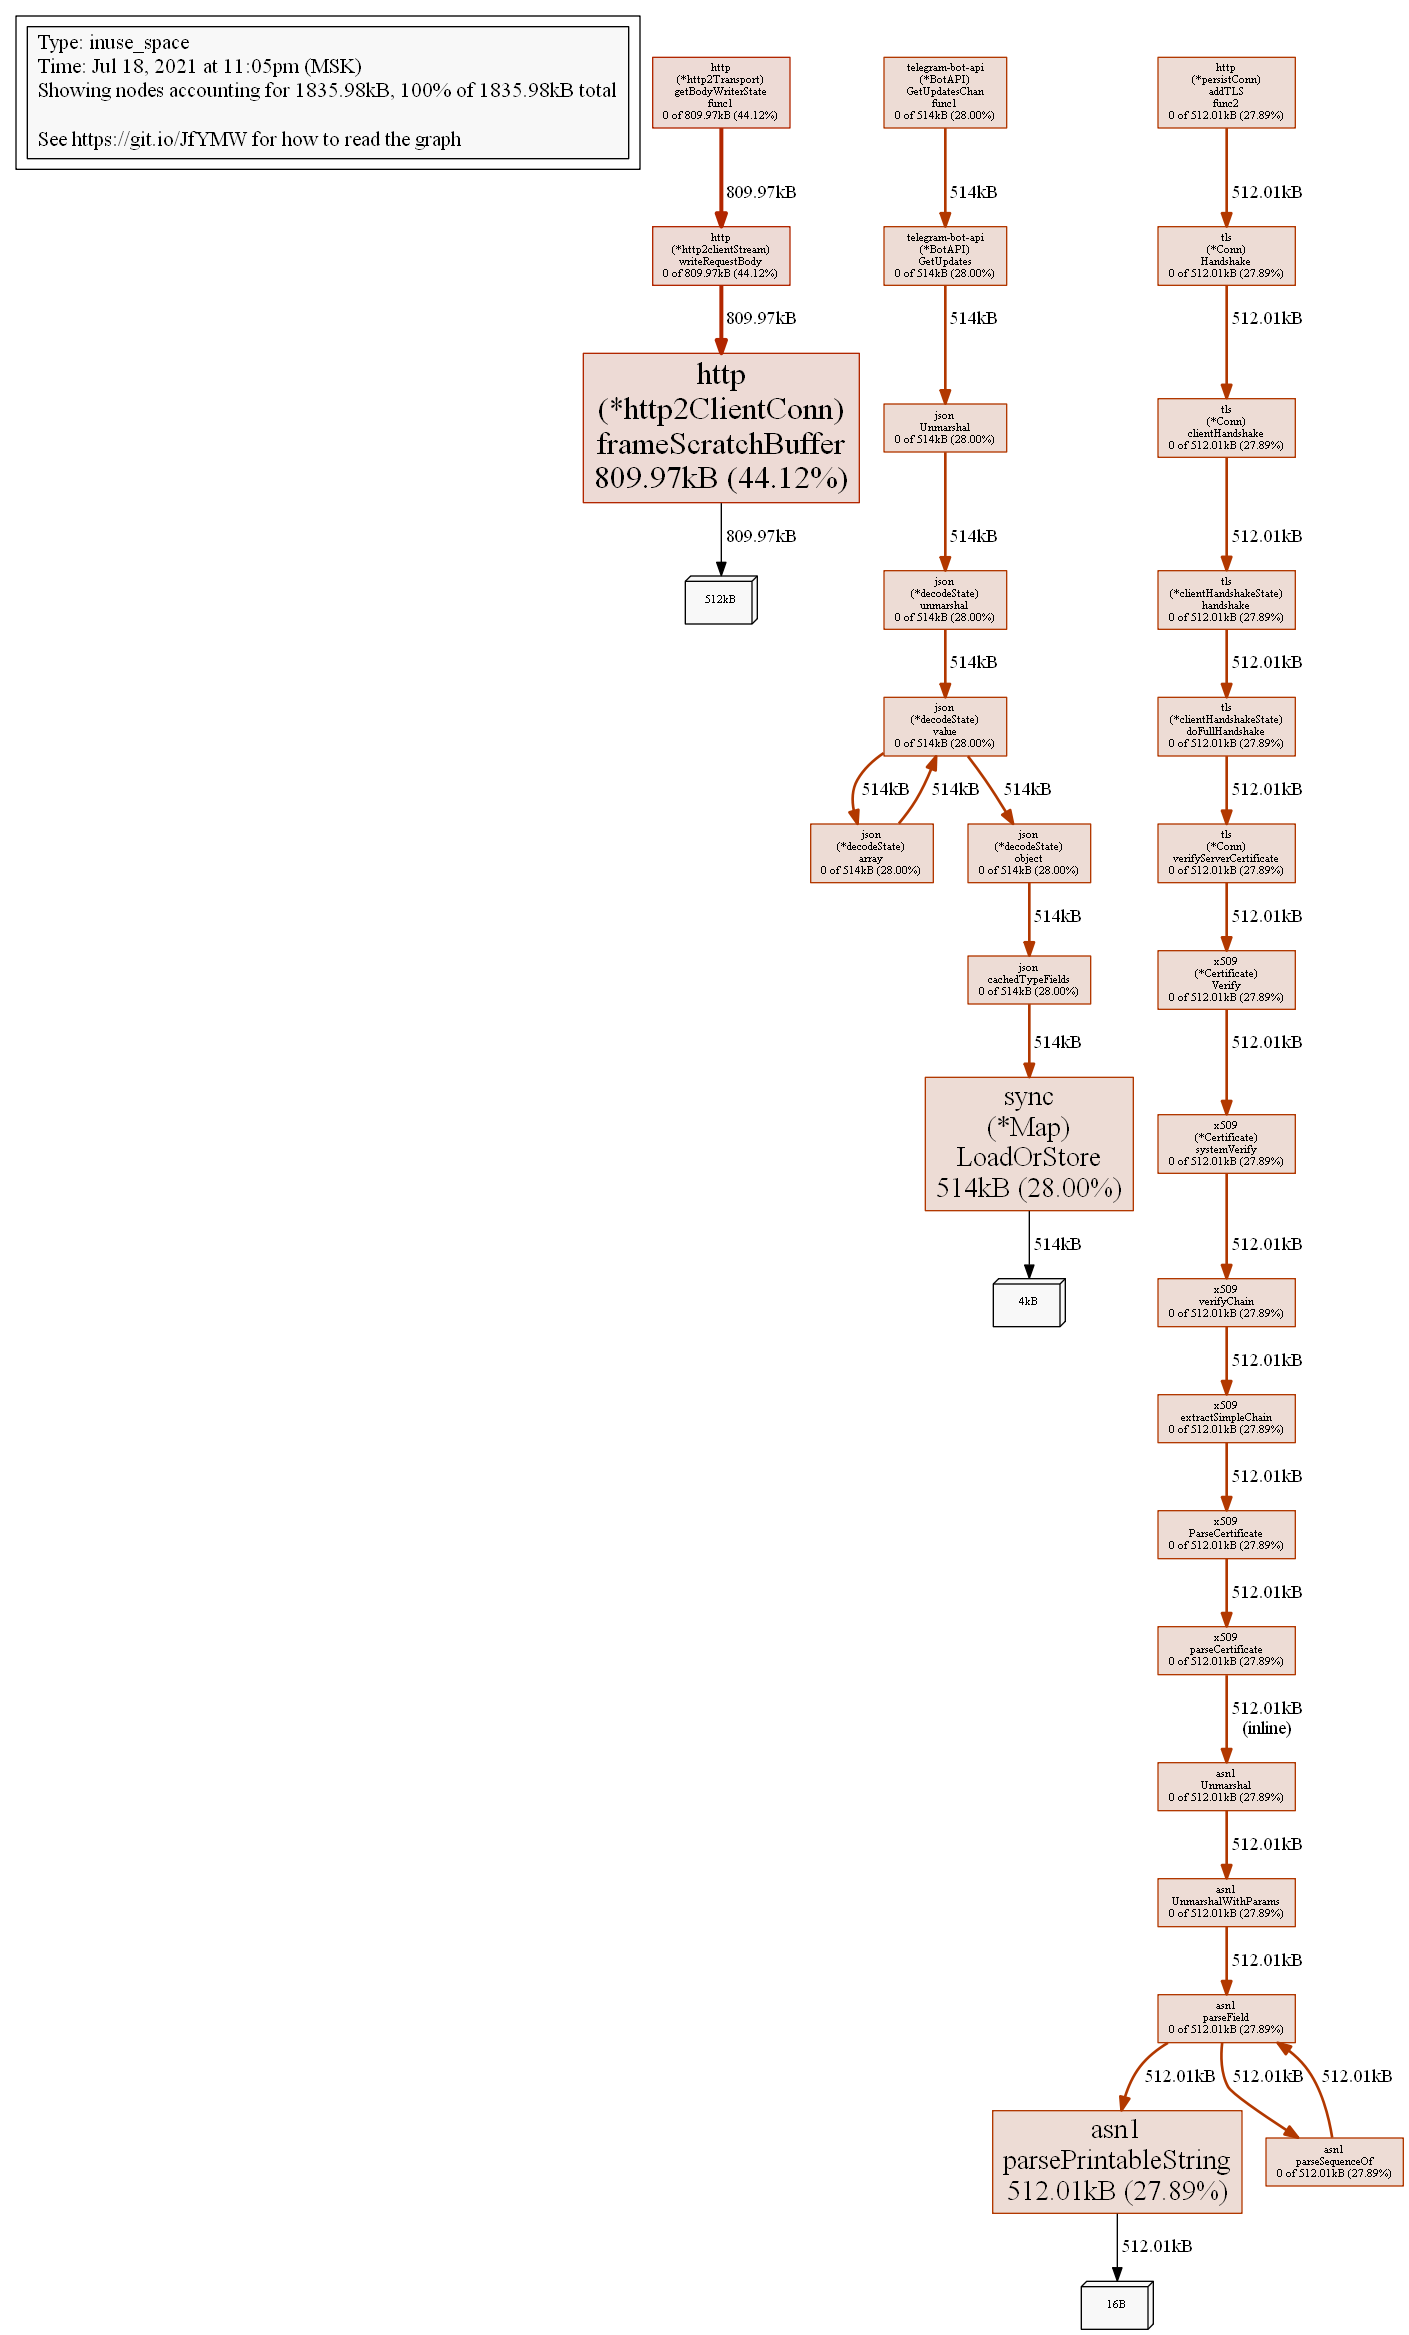 Type: inuse_space
Time: Jul 18, 2021 at 11:05pm (MSK)
Showing nodes accounting for 1835.98kB, 100% of 1835.98kB total
See https://git.io/JfYMW for how to read the graph
http
(*http2Transport)
getBodyWriterState
func1
0 of 809.97kB (44.12%)
809.97kB
http
(*http2clientStream)
writeRequestBody
0 of 809.97kB (44.12%)
809.97kB
http
(*http2ClientConn)
frameScratchBuffer
809.97kB (44.12%)
809.97kB
512kB
telegram-bot-api
(*BotAPI)
GetUpdatesChan
func1
0 of 514kB (28.00%)
514kB
telegram-bot-api
(*BotAPI)
GetUpdates
0 of 514kB (28.00%)
514kB
json
Unmarshal
0 of 514kB (28.00%)
514kB
json
(*decodeState)
unmarshal
0 of 514kB (28.00%)
514kB
json
(*decodeState)
value
0 of 514kB (28.00%)
514kB
514kB
514kB
json
(*decodeState)
array
0 of 514kB (28.00%)
json
(*decodeState)
object
0 of 514kB (28.00%)
514kB
json
cachedTypeFields
0 of 514kB (28.00%)
514kB
sync
(*Map)
LoadOrStore
514kB (28.00%)
514kB
4kB
http
(*persistConn)
addTLS
func2
0 of 512.01kB (27.89%)
512.01kB
tls
(*Conn)
Handshake
0 of 512.01kB (27.89%)
512.01kB
tls
(*Conn)
clientHandshake
0 of 512.01kB (27.89%)
512.01kB
tls
(*clientHandshakeState)
handshake
0 of 512.01kB (27.89%)
512.01kB
tls
(*clientHandshakeState)
doFullHandshake
0 of 512.01kB (27.89%)
512.01kB
tls
(*Conn)
verifyServerCertificate
0 of 512.01kB (27.89%)
512.01kB
x509
(*Certificate)
Verify
0 of 512.01kB (27.89%)
512.01kB
x509
(*Certificate)
systemVerify
0 of 512.01kB (27.89%)
512.01kB
x509
verifyChain
0 of 512.01kB (27.89%)
512.01kB
x509
extractSimpleChain
0 of 512.01kB (27.89%)
512.01kB
x509
ParseCertificate
0 of 512.01kB (27.89%)
512.01kB
x509
parseCertificate
0 of 512.01kB (27.89%)
512.01kB
(inline)
asn1
Unmarshal
0 of 512.01kB (27.89%)
512.01kB
asn1
UnmarshalWithParams
0 of 512.01kB (27.89%)
512.01kB
asn1
parseField
0 of 512.01kB (27.89%)
512.01kB
512.01kB
512.01kB
asn1
parsePrintableString
512.01kB (27.89%)
asn1
parseSequenceOf
0 of 512.01kB (27.89%)
512.01kB
16B